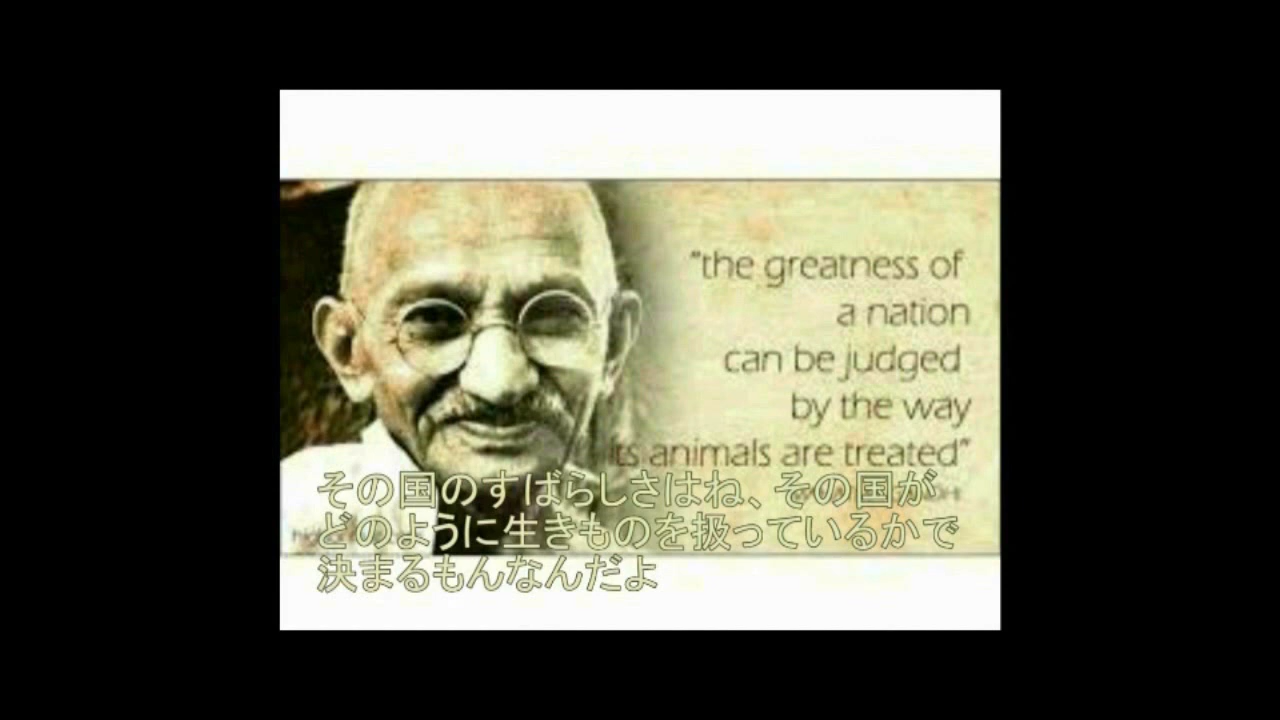 “the greatness of
a nation
can be judged
by the way
its animals are treated”
その国のすばらしさはね、その国が
どのように生きものを扱っているかで
決まるもんなんだよ